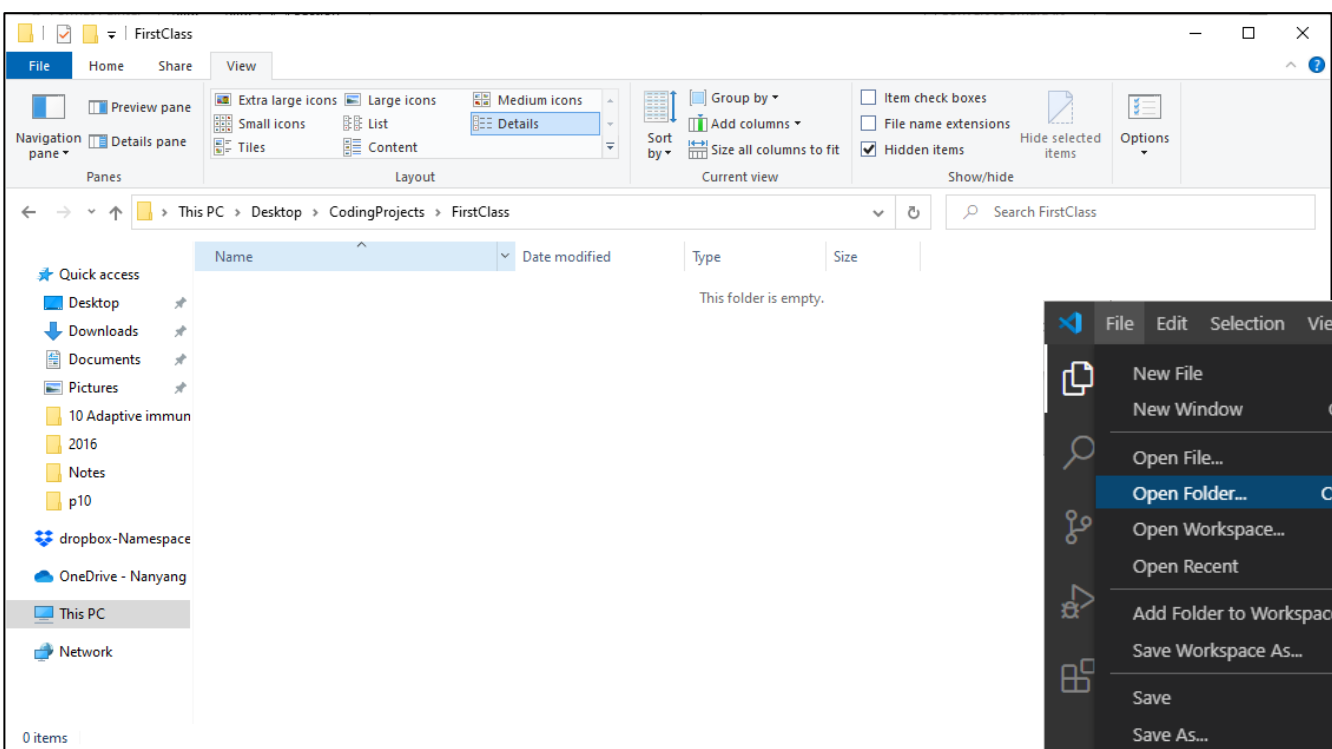 FirstClass
File Home Share View
Navigation pane
Preview pane
Details pane
Panes
Extra large icons Large icons Medium icons
Small icons List Details
Tiles Content
Layout
Sort by
Group by
Add columns
Size all columns to fit
Current view
Item check boxes
File name extensions
Hidden items
Hide selected items
Show/hide
Options
This PC > Desktop > CodingProjects > FirstClass
Search FirstClass
Name Date modified Type Size
This folder is empty.
Quick access
Desktop
Downloads
Documents
Pictures
10 Adaptive immun
2016
Notes
p10
dropbox-Namespace
OneDrive - Nanyang
This PC
Network
0 items
File Edit Selection Vie
New File
New Window
Open File...
Open Folder... C
Open Workspace...
Open Recent
Add Folder to Workspac
Save Workspace As...
Save
Save As...